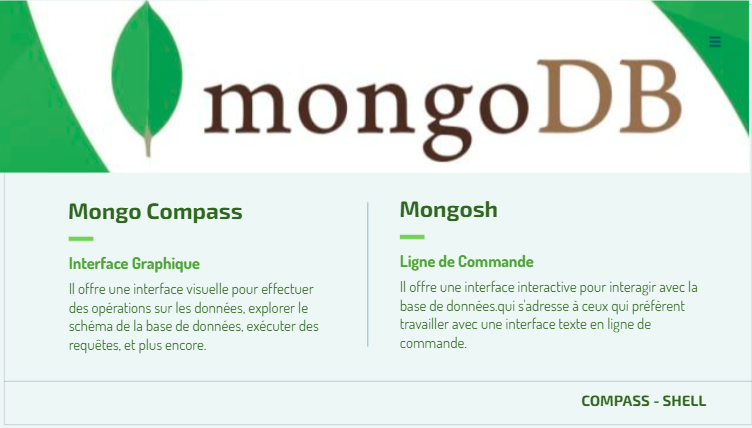 mongoDB
Mongo Compass
Interface Graphique
Il offre une interface visuelle pour effectuer
des opérations sur les données, explorer le
schéma de la base de données, exécuter des
requêtes, et plus encore.
Mongosh
Ligne de Commande
Il offre une interface interactive pour interagir avec la
base de données.qui s'adresse à ceux qui préfèrent
travailler avec une interface texte en ligne de
commande.
COMPASS - SHELL